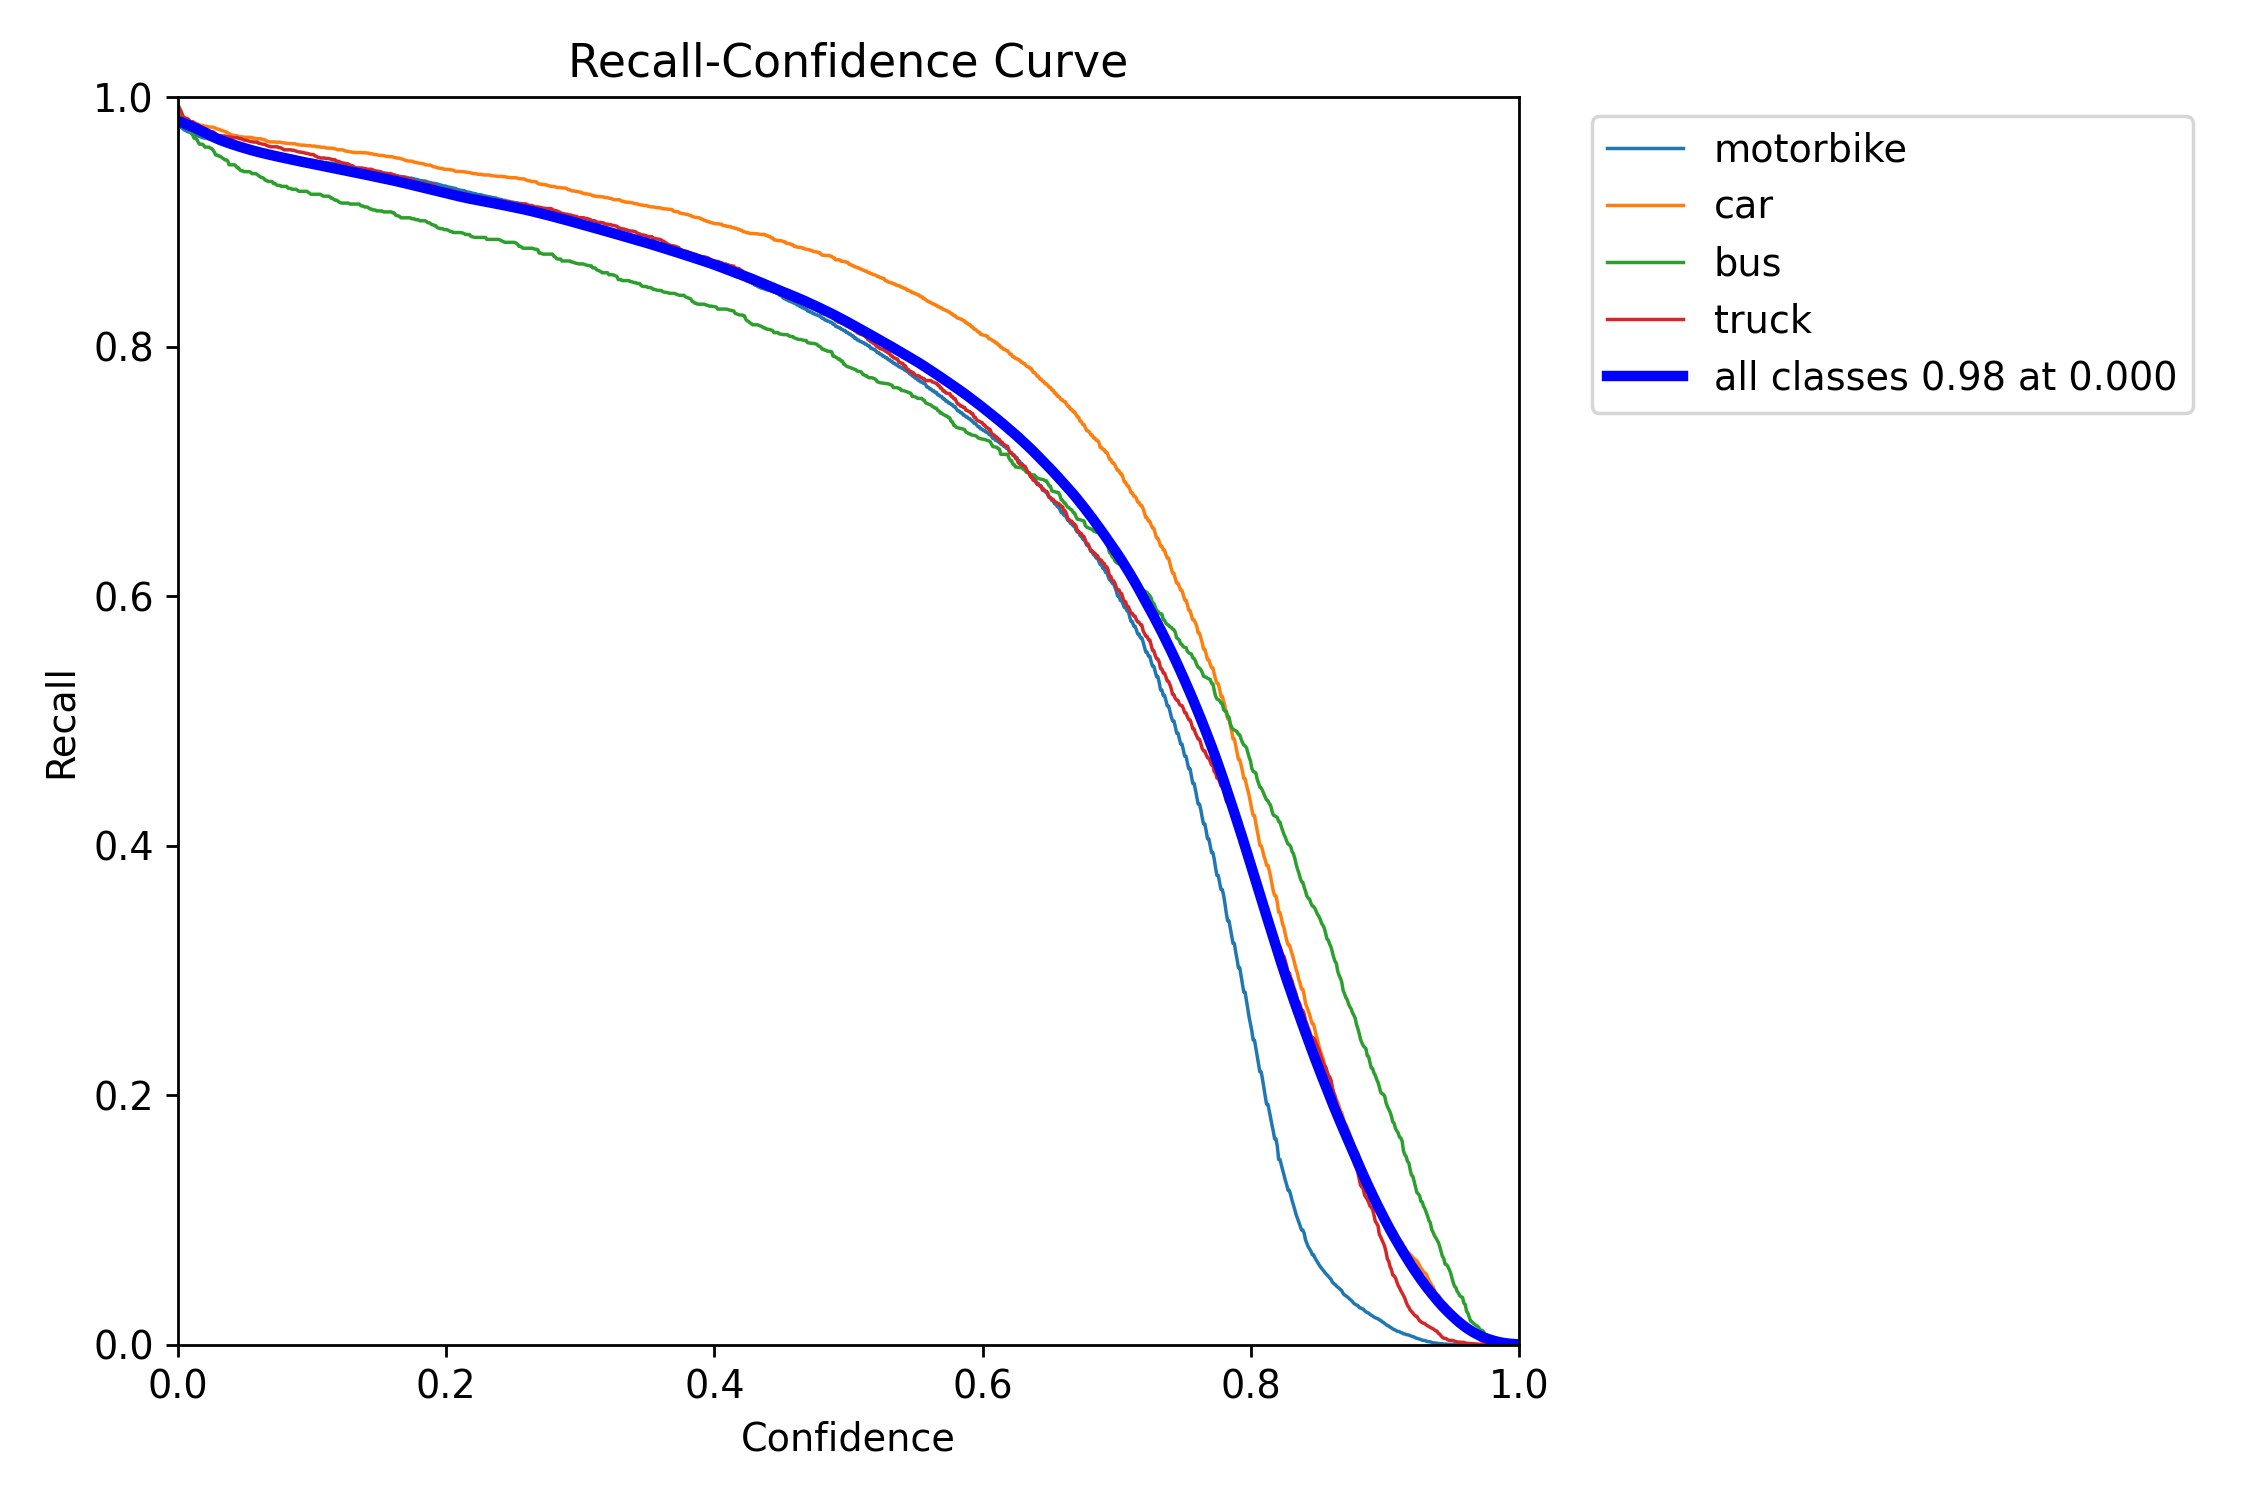 Recall-Confidence Curve
1.0
0.8
0.6
0.4
0.2
0.0
Recall
0.0 0.2 0.4 0.6 0.8 1.0
Confidence
motorbike
car
bus
truck
all classes 0.98 at 0.000